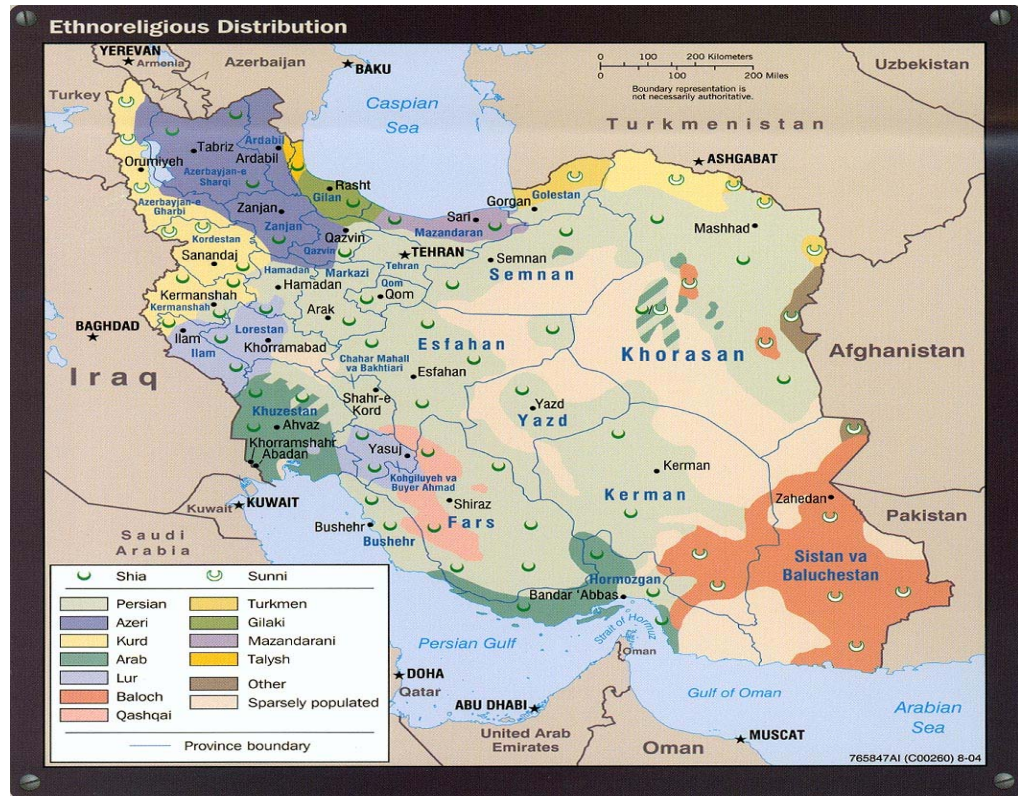 Ethnoreligious Distribution
YEREVAN
Armenia
Azerbaijan
BAKU
Turkey
Caspian
Sea
0 100 200 Kilometers
0 100 200 Miles
Boundary representation is
not necessarily authoritative.
Uzbekistan
Turkmenistan
ASHGABAT
Orumiyeh
Tabriz
Ardabil
Ardabil
Azerbayjan-e
Sharqi
Azerbayjan-e
Gharbi
Rasht
Gilan
Zanjan
Zanjan
Qazvin
Qazvin
Gorgan
Golestan
Sari
Mazandaran
Mashhad
Kordestan
Sanandaj
Hamadan
Hamadan
Markazi
TEHRAN
Tehran
Semnan
Semnan
Qom
Qom
Kermanshah
Kermanshah
Arak
BAGHDAD
Iraq
Ilam
Ilam
Lorestan
Khorramabad
Esfahan
Esfahan
Khorasan
Afghanistan
Chahar Mahall
va Bakhtiari
Shahr-e
Kord
Yazd
Yazd
Khuzestan
Ahvaz
Khorramshahr
Abadan
Yasuj
Kohgiluyeh va
Buyer Ahmad
Kerman
Kerman
Zahedan
KUWAIT
Kuwait
Shiraz
Fars
Bushehr
Bushehr
Pakistan
Saudi
Arabia
Sistan va
Baluchestan
Hormozgan
Bandar ‘Abbas
Strait of Hormuz
Oman
Persian Gulf
DOHA
Qatar
ABU DHABI
United Arab
Emirates
Oman
Gulf of Oman
MUSCAT
Arabian
Sea
Shia
Sunni
Persian
Azeri
Kurd
Arab
Lur
Baloch
Qashqai
Turkmen
Gilaki
Mazandarani
Talysh
Other
Sparsely populated
Province boundary
765847AI (C00260) 8-04